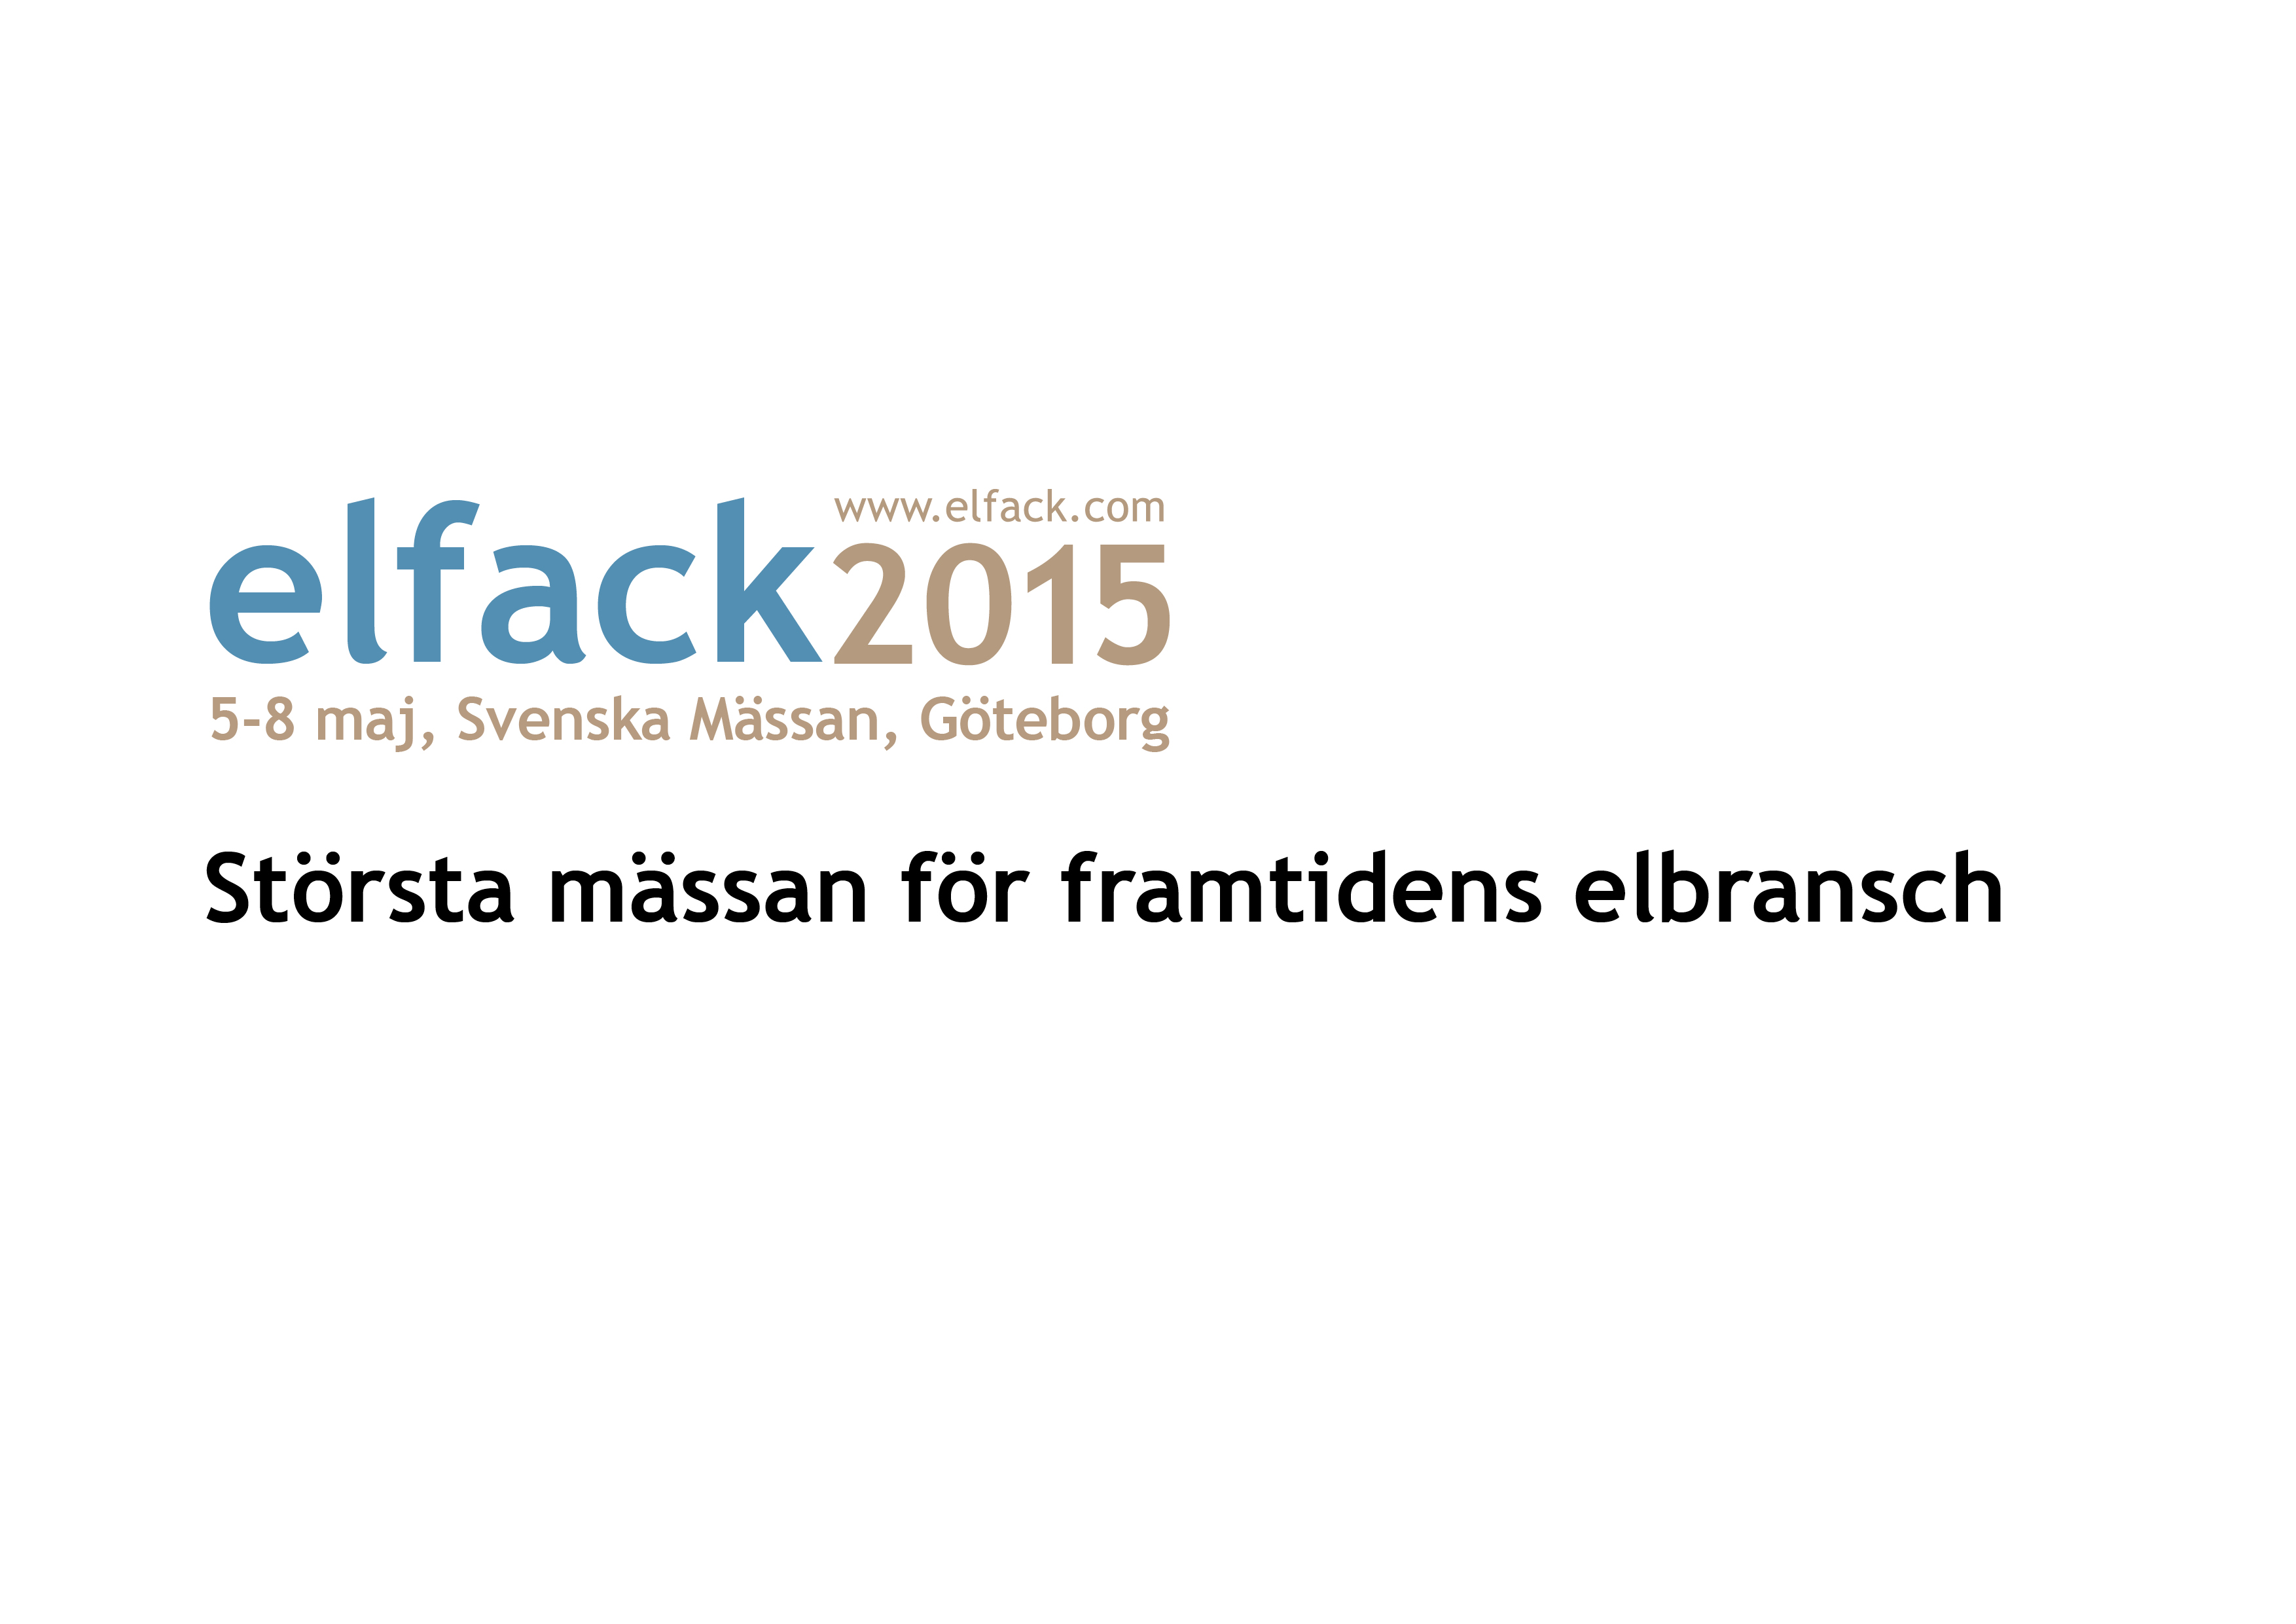 www.elfack.com
elfack2015
5-8 maj, Svenska Mässan, Göteborg
Största mässan för framtidens elbransch